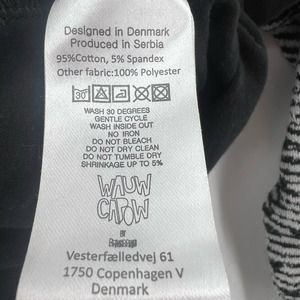 Designed in Denmark
Produced in Serbia
95%Cotton, 5% Spandex
Other fabric:100% Polyester
30
WASH 30 DEGREES
GENTLE CYCLE
WASH INSIDE OUT
NO IRON
DO NOT BLEACH
DO NOT DRY CLEAN
DO NOT TUMBLE DRY
SHRINKAGE UP TO 5%
WAUW
CAPOW
BY
Vesterfælledvej 61
1750 Copenhagen V
Denmark